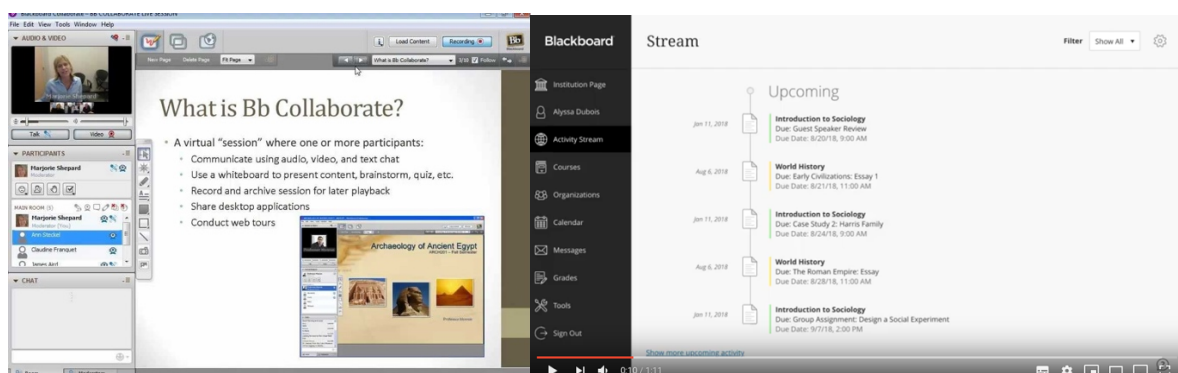 Blackboard Collaborate - BB COLLABORATE LIVE SESSION
File Edit View Tools Window Help
AUDIO & VIDEO
Marjorie Shepard
Talk
Video
PARTICIPANTS
Marjorie Shepard
Moderator
MAIN ROOM (5)
Marjorie Shepard
Moderator (You)
Ann Steckel
Claudine Franquet
James Aird
CHAT
Load Content
Recording
Bb
New Page Delete Page Fit Page
What is Bb Collaborate?
2/10
Follow
What is Bb Collaborate?
A virtual “session” where one or more participants:
Communicate using audio, video, and text chat
Use a whiteboard to present content, brainstorm, quiz, etc.
Record and archive session for later playback
Share desktop applications
Conduct web tours
Archaeology of Ancient Egypt
Blackboard
Institution Page
Alyssa Dubois
Activity Stream
Courses
Organizations
Calendar
Messages
Grades
Tools
Sign Out
Stream
Filter
Show All
Upcoming
Jan 11, 2018
Introduction to Sociology
Due: Guest Speaker Review
Due Date: 8/20/18, 9:00 AM
Aug 6, 2018
World History
Due: Early Civilizations: Essay 1
Due Date: 8/21/18, 11:00 AM
Jan 11, 2018
Introduction to Sociology
Due: Case Study 2: Harris Family
Due Date: 8/24/18, 9:00 AM
Aug 6, 2018
World History
Due: The Roman Empire: Essay
Due Date: 8/28/18, 11:00 AM
Jan 11, 2018
Introduction to Sociology
Due: Group Assignment: Design a Social Experiment
Due Date: 9/7/18, 2:00 PM
Show more upcoming activity
0:10 / 1:11